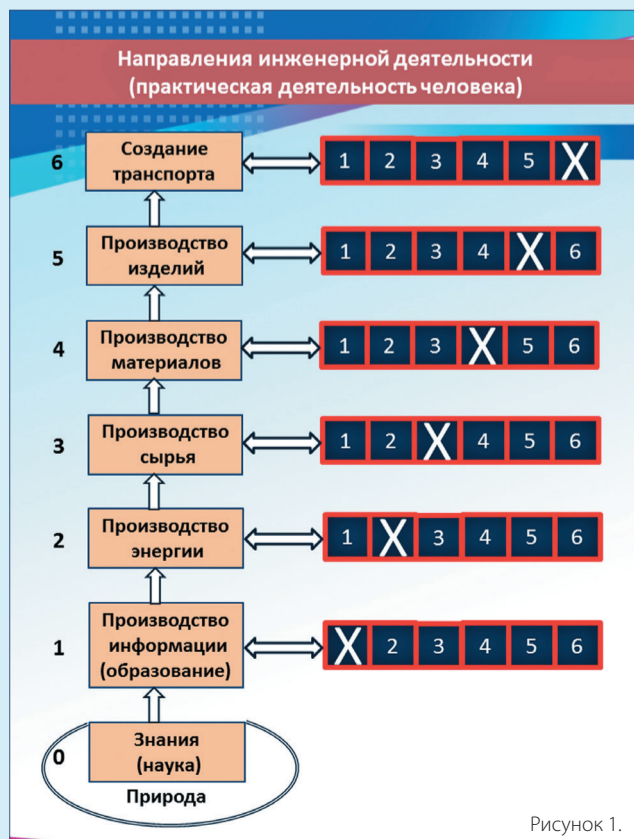 Направления инженерной деятельности
(практическая деятельность человека)
6
Создание
транспорта
1 2 3 4 5 X
5
Производство
изделий
1 2 3 4 X 6
4
Производство
материалов
1 2 3 X 5 6
3
Производство
сырья
1 2 X 4 5 6
2
Производство
энергии
1 X 3 4 5 6
1
Производство
информации
(образование)
X 2 3 4 5 6
0
Знания
(наука)
Природа
Рисунок 1.